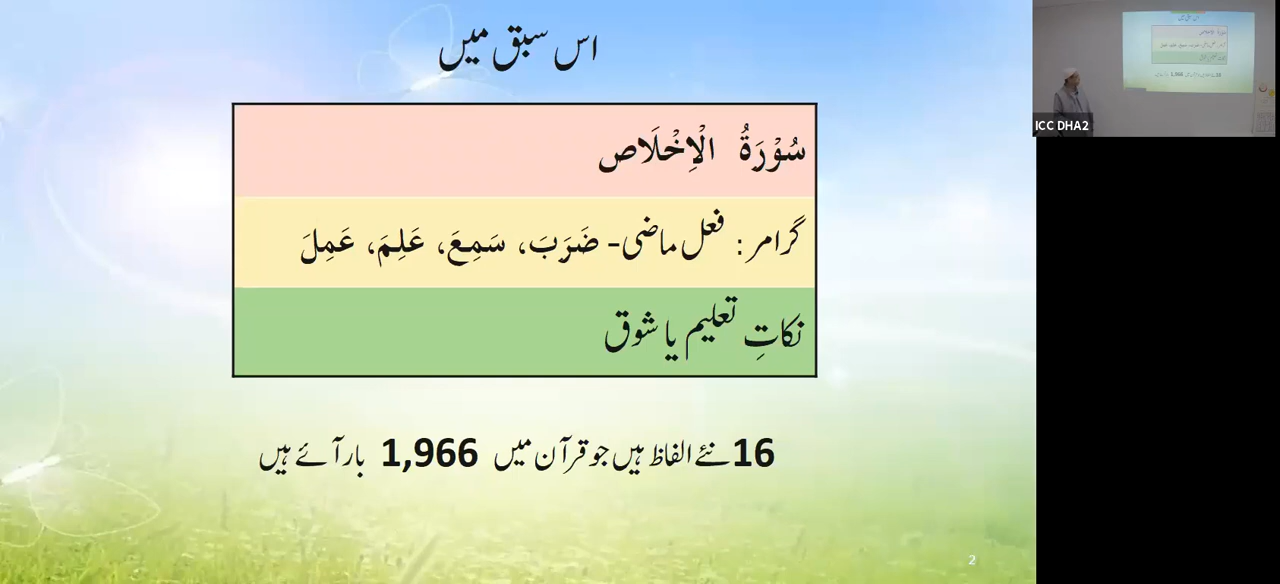 اس سبق میں
سُوْرَةُ الْاِخْلَاص
گرامر : فعل ماضی- ضَرَبَ، سَمِعَ، عَلِمَ، عَمِلَ
نکاتِ تعلیم یا شوق
16 نئے الفاظ ہیں جو قرآن میں 1,966 بار آئے ہیں
2
ICC DHA2